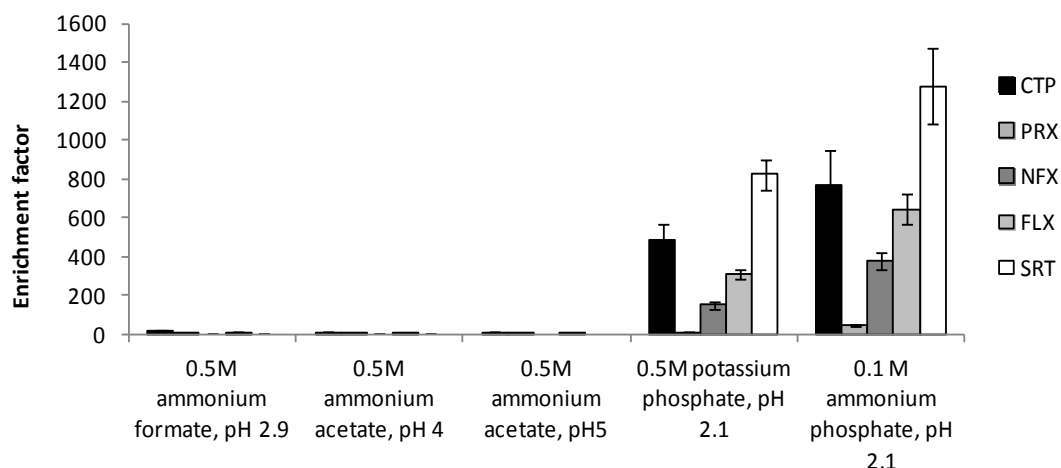 1600
1400
1200
1000
800
600
400
200
0
Enrichment factor
0.5M
ammonium
formate, pH 2.9
0.5M
ammonium
acetate, pH 4
0.5M
ammonium
acetate, pH5
0.5M potassium
phosphate, pH
2.1
0.1 M
ammonium
phosphate, pH
2.1
CTP
PRX
NFX
FLX
SRT